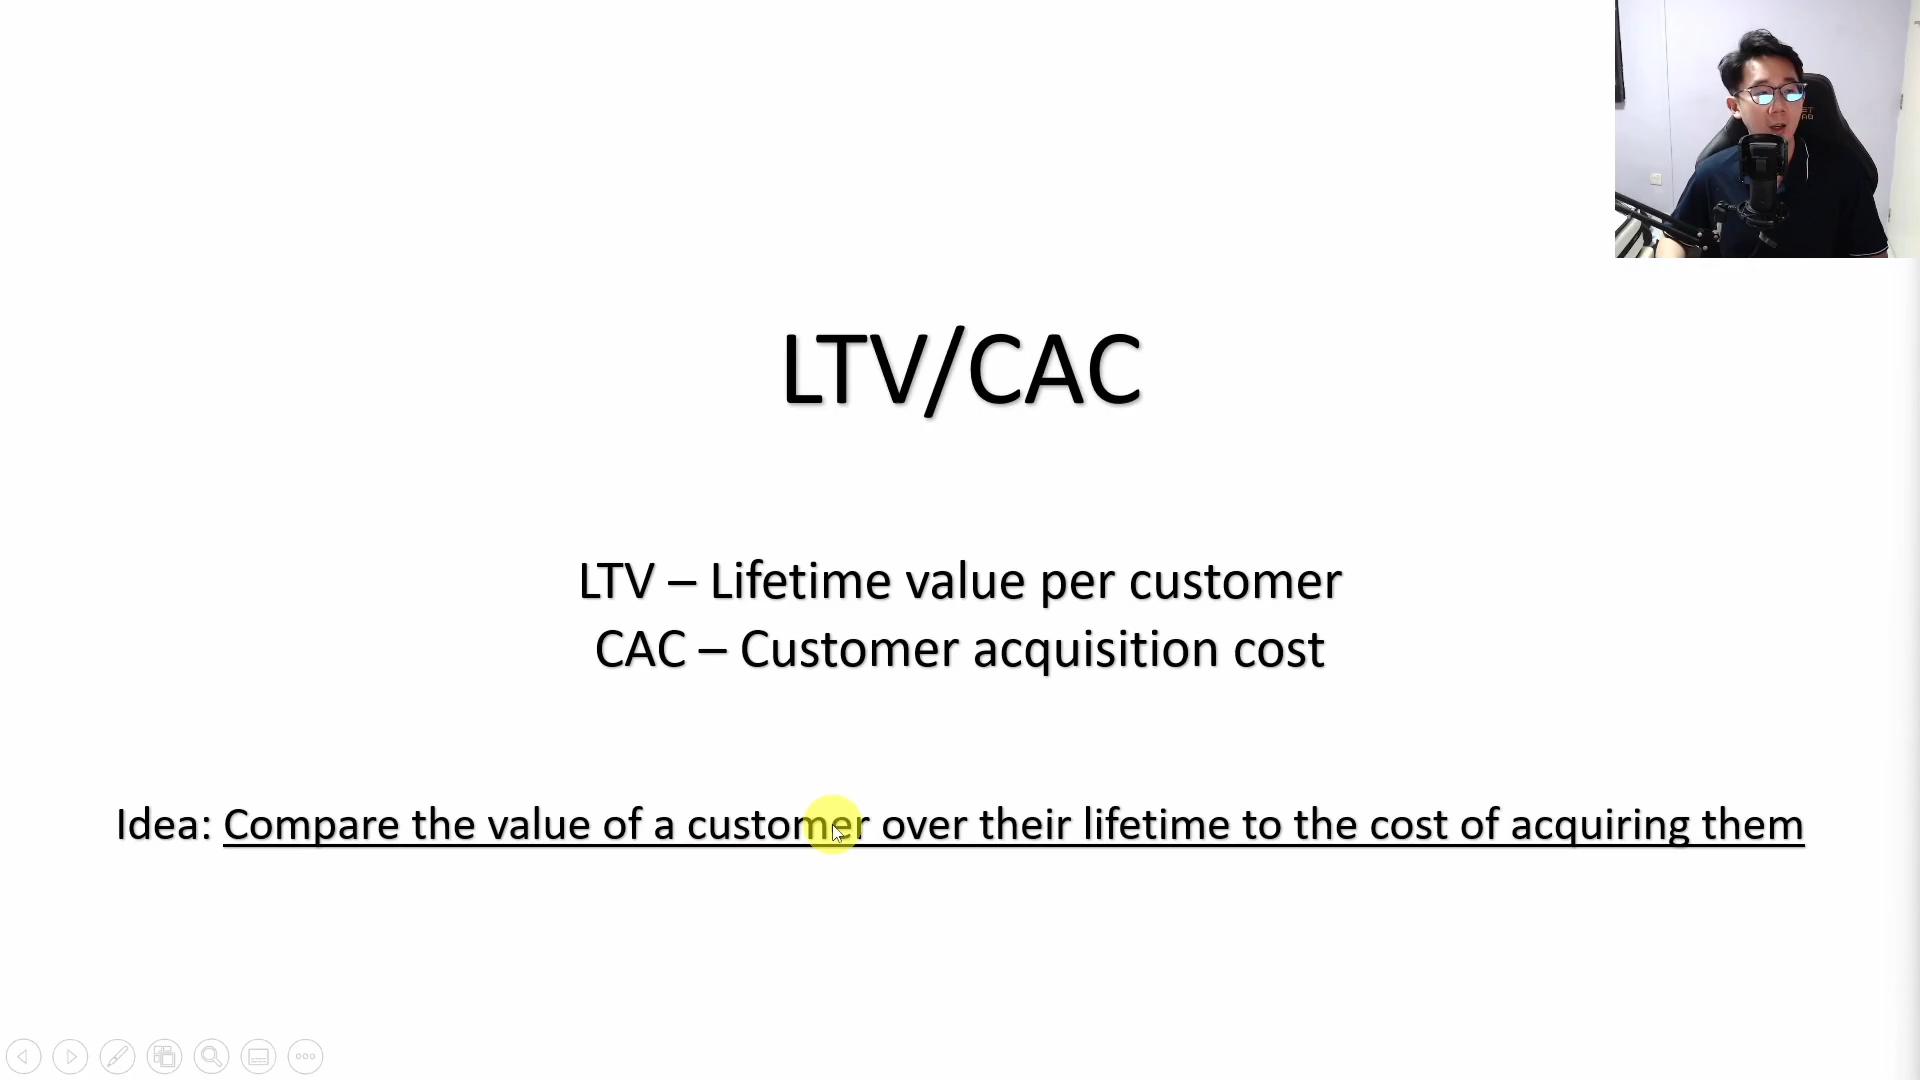 LTV/CAC
LTV – Lifetime value per customer
CAC – Customer acquisition cost
Idea: Compare the value of a customer over their lifetime to the cost of acquiring them